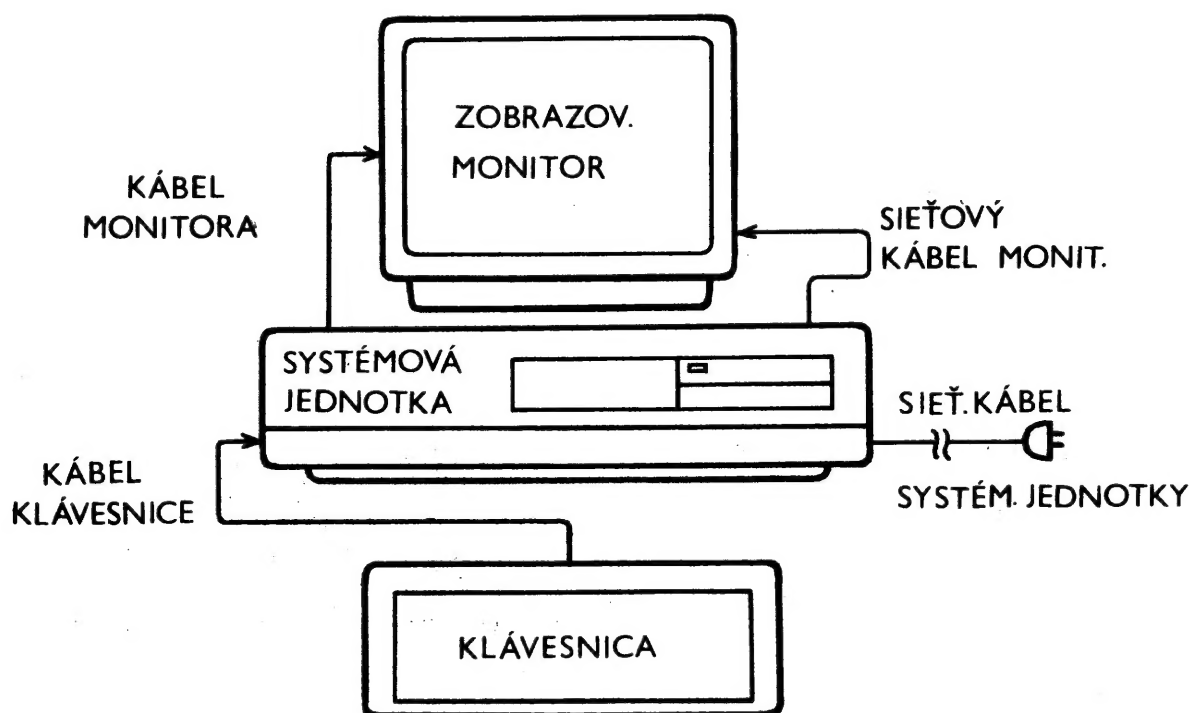 ZOBRAZOV.
MONITOR
KÁBEL
MONITORA
SIEŤOVÝ
KÁBEL MONIT.
SYSTÉMOVÁ
JEDNOTKA
SIEŤ. KÁBEL
SYSTÉM. JEDNOTKY
KÁBEL
KLÁVESNICE
KLÁVESNICA